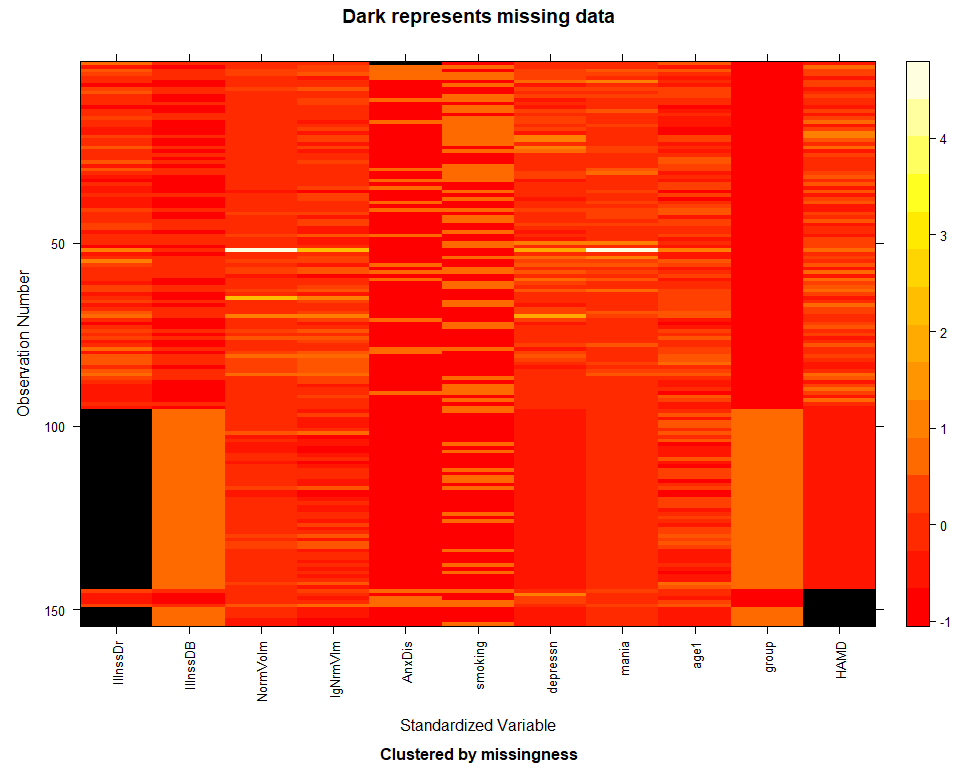 Dark represents missing data
Observation Number
50
100
150
4
3
2
1
0
-1
IllnssDr
IllnssDB
NormVolm
lgNrmVlm
AnxDis
smoking
depressn
mania
age1
group
HAMD
Standardized Variable
Clustered by missingness